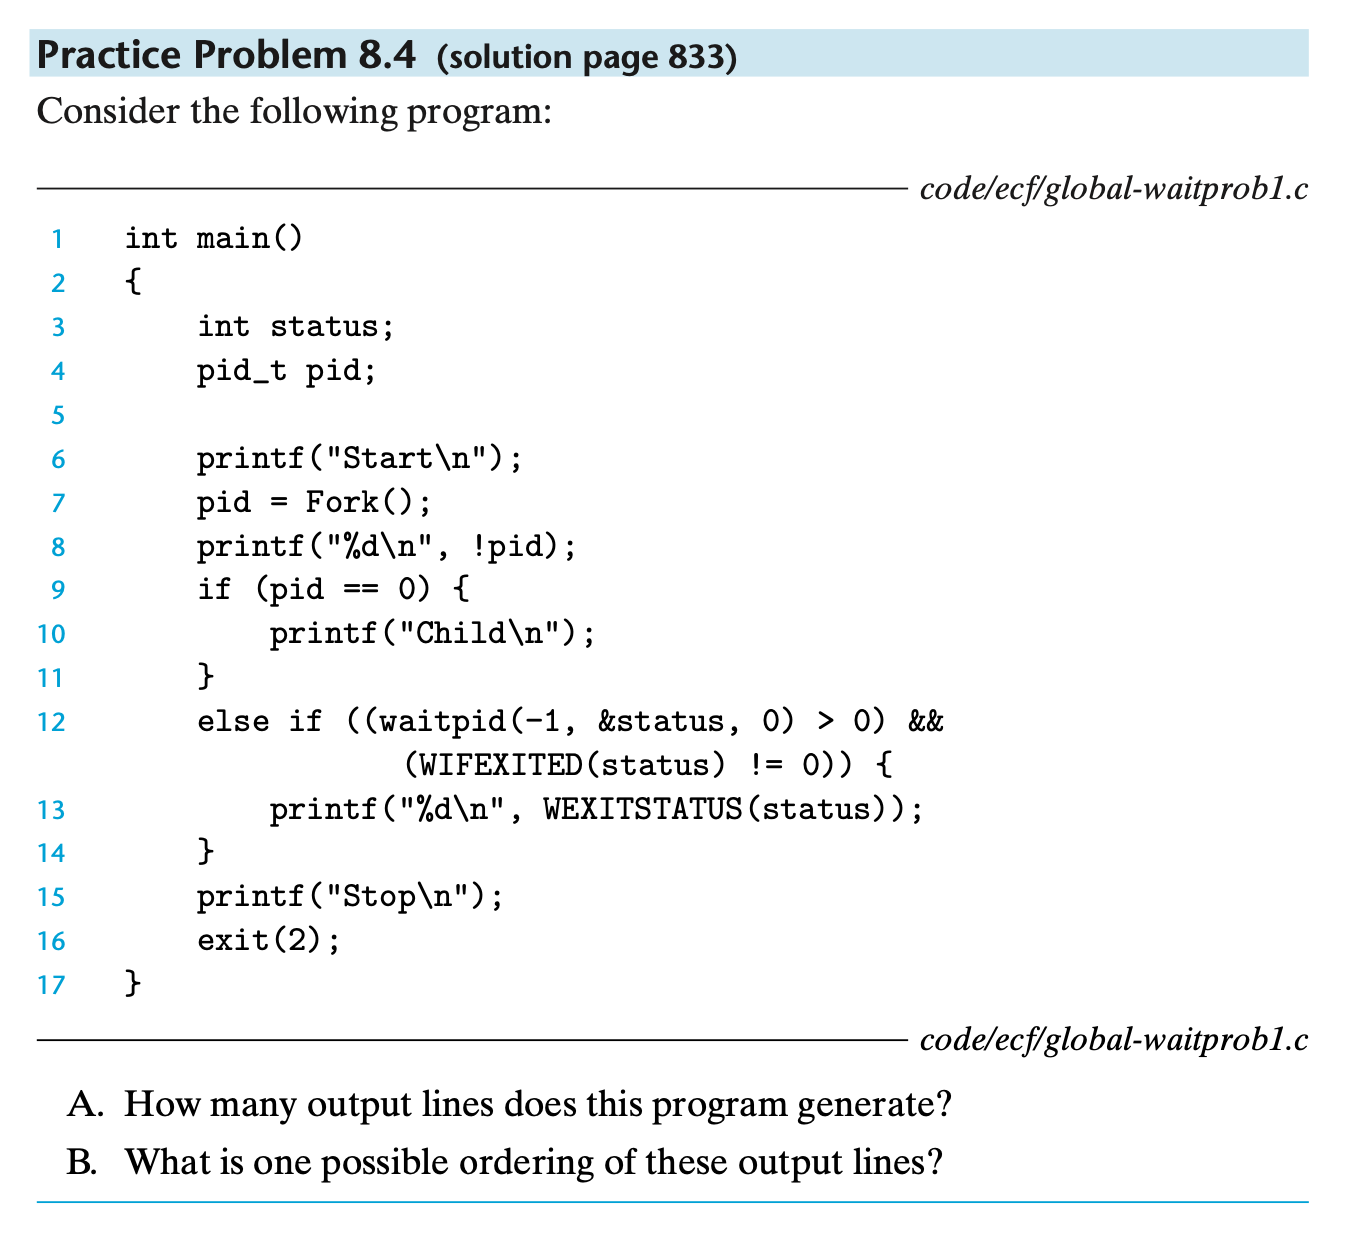 Practice Problem 8.4 (solution page 833)
Consider the following program:
code/ecf/global-waitprob1.c
1 int main()
2 {
3     int status;
4     pid_t pid;
5
6     printf("Start\n");
7     pid = Fork();
8     printf("%d\n", !pid);
9     if (pid == 0) {
10         printf("Child\n");
11     }
12     else if ((waitpid(-1, &status, 0) > 0) &&
                (WIFEXITED(status) != 0)) {
13         printf("%d\n", WEXITSTATUS(status));
14     }
15     printf("Stop\n");
16     exit(2);
17 }
code/ecf/global-waitprob1.c
A. How many output lines does this program generate?
B. What is one possible ordering of these output lines?